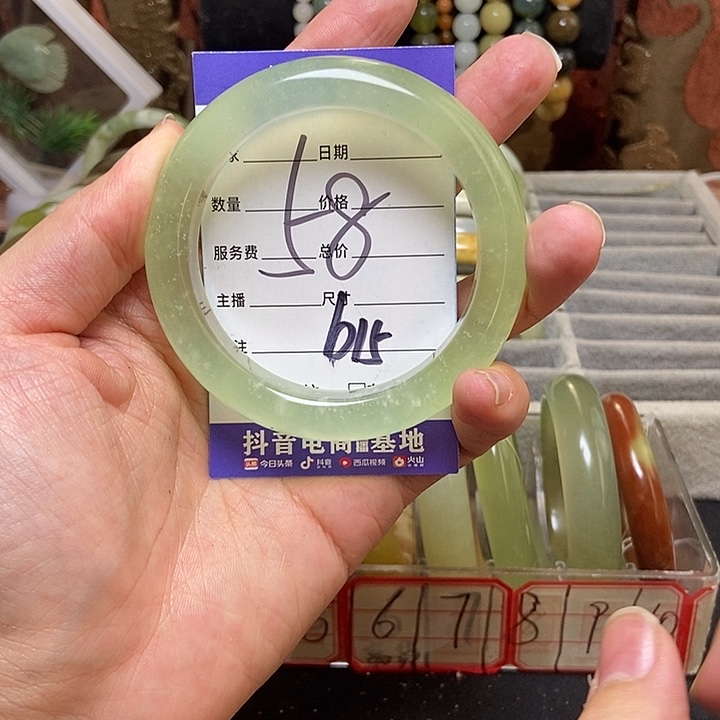 日期
数量 价格
58
服务费 总价
主播 尺寸
615
注
抖音电商直播基地
头条 今日头条 抖音 西瓜视频 火山
6 7 8 9 10